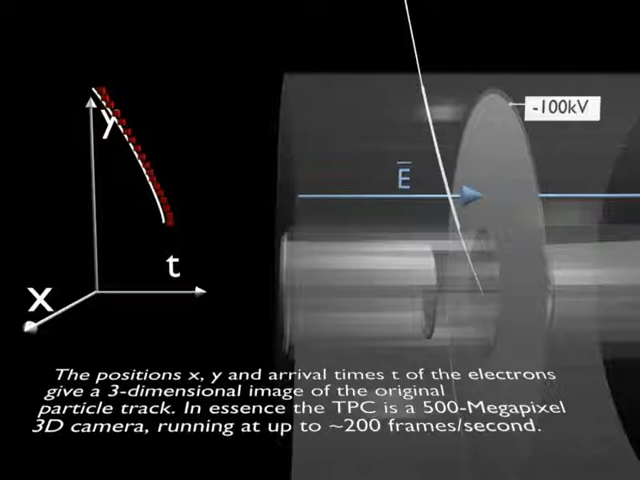 -100kV
E
y
t
x
The positions x, y and arrival times t of the electrons
give a 3-dimensional image of the original
particle track. In essence the TPC is a 500-Megapixel
3D camera, running at up to ~200 frames/second.